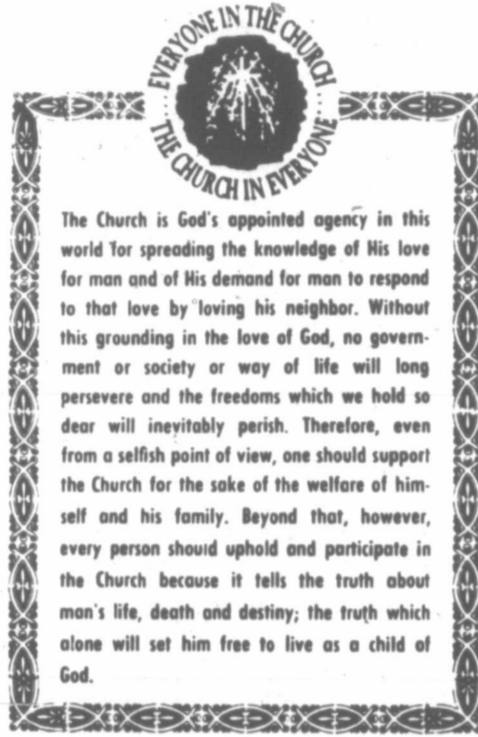 EVERYONE IN THE CHURCH
THE CHURCH IN EVERYONE
The Church is God's appointed agency in this
world for spreading the knowledge of His love
for man and of His demand for man to respond
to that love by loving his neighbor. Without
this grounding in the love of God, no govern-
ment or society or way of life will long
persevere and the freedoms which we hold so
dear will inevitably perish. Therefore, even
from a selfish point of view, one should support
the Church for the sake of the welfare of him-
self and his family. Beyond that, however,
every person should uphold and participate in
the Church because it tells the truth about
man's life, death and destiny; the truth which
alone will set him free to live as a child of
God.